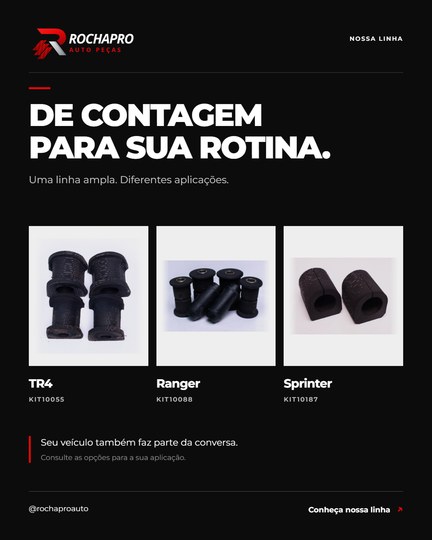 ROCHAPRO
AUTO PEÇAS
NOSSA LINHA
DE CONTAGEM
PARA SUA ROTINA.
Uma linha ampla. Diferentes aplicações.
TR4
KIT10055
Ranger
KIT10088
Sprinter
KIT10187
Seu veículo também faz parte da conversa.
Consulte as opções para a sua aplicação.
@rochaproauto
Conheça nossa linha